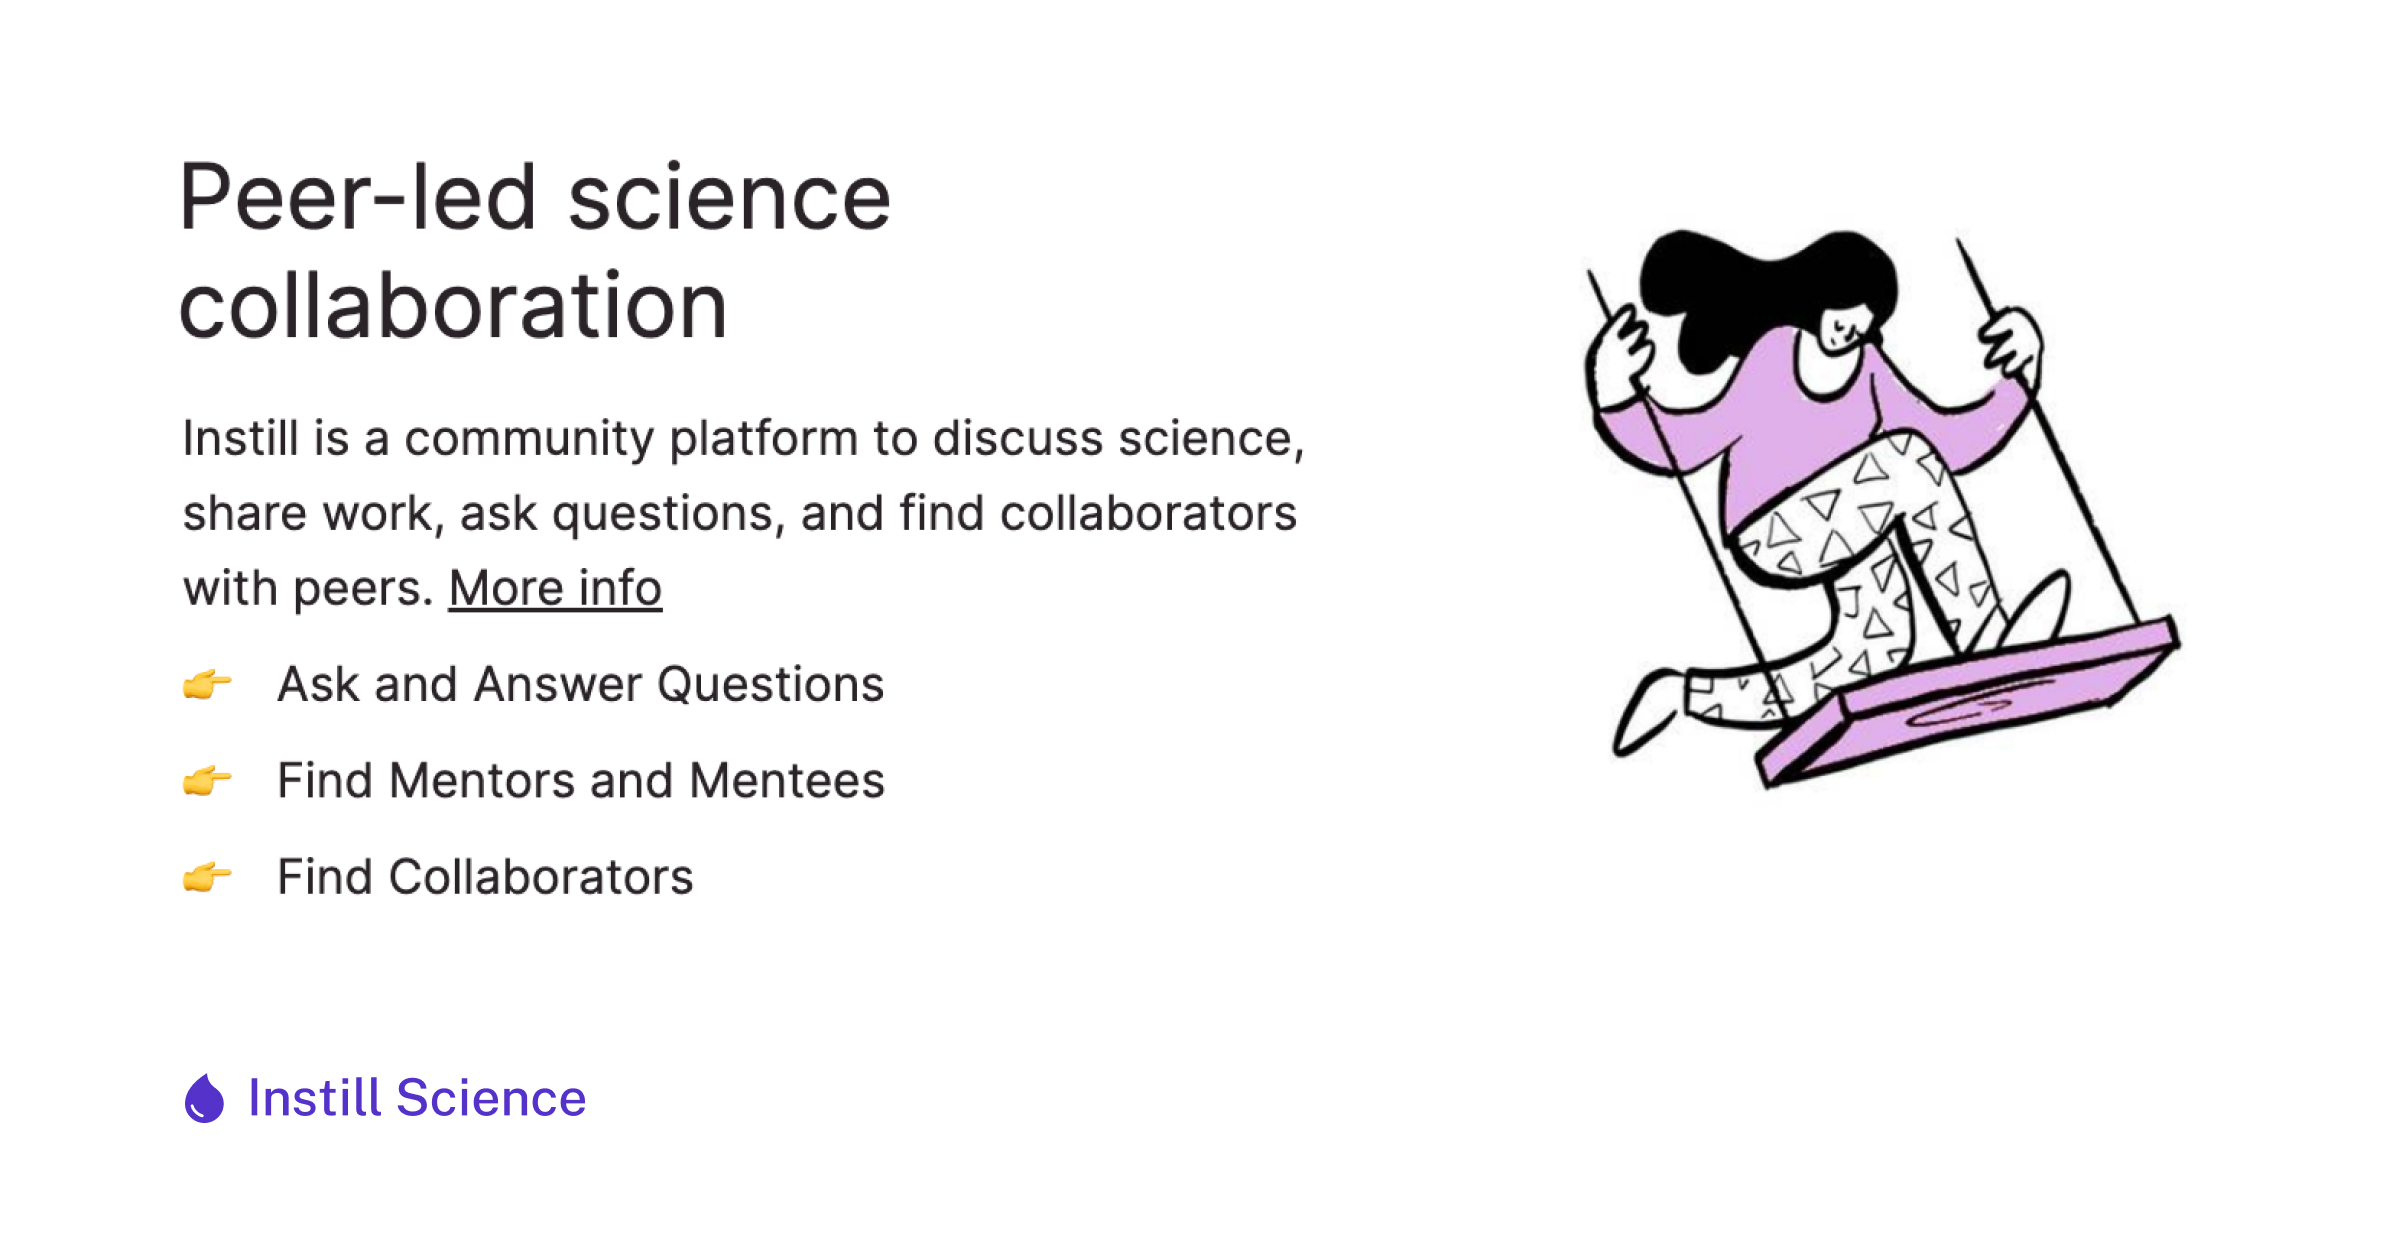 Peer-led science
collaboration
Instill is a community platform to discuss science,
share work, ask questions, and find collaborators
with peers. More info
👉 Ask and Answer Questions
👉 Find Mentors and Mentees
👉 Find Collaborators
Instill Science